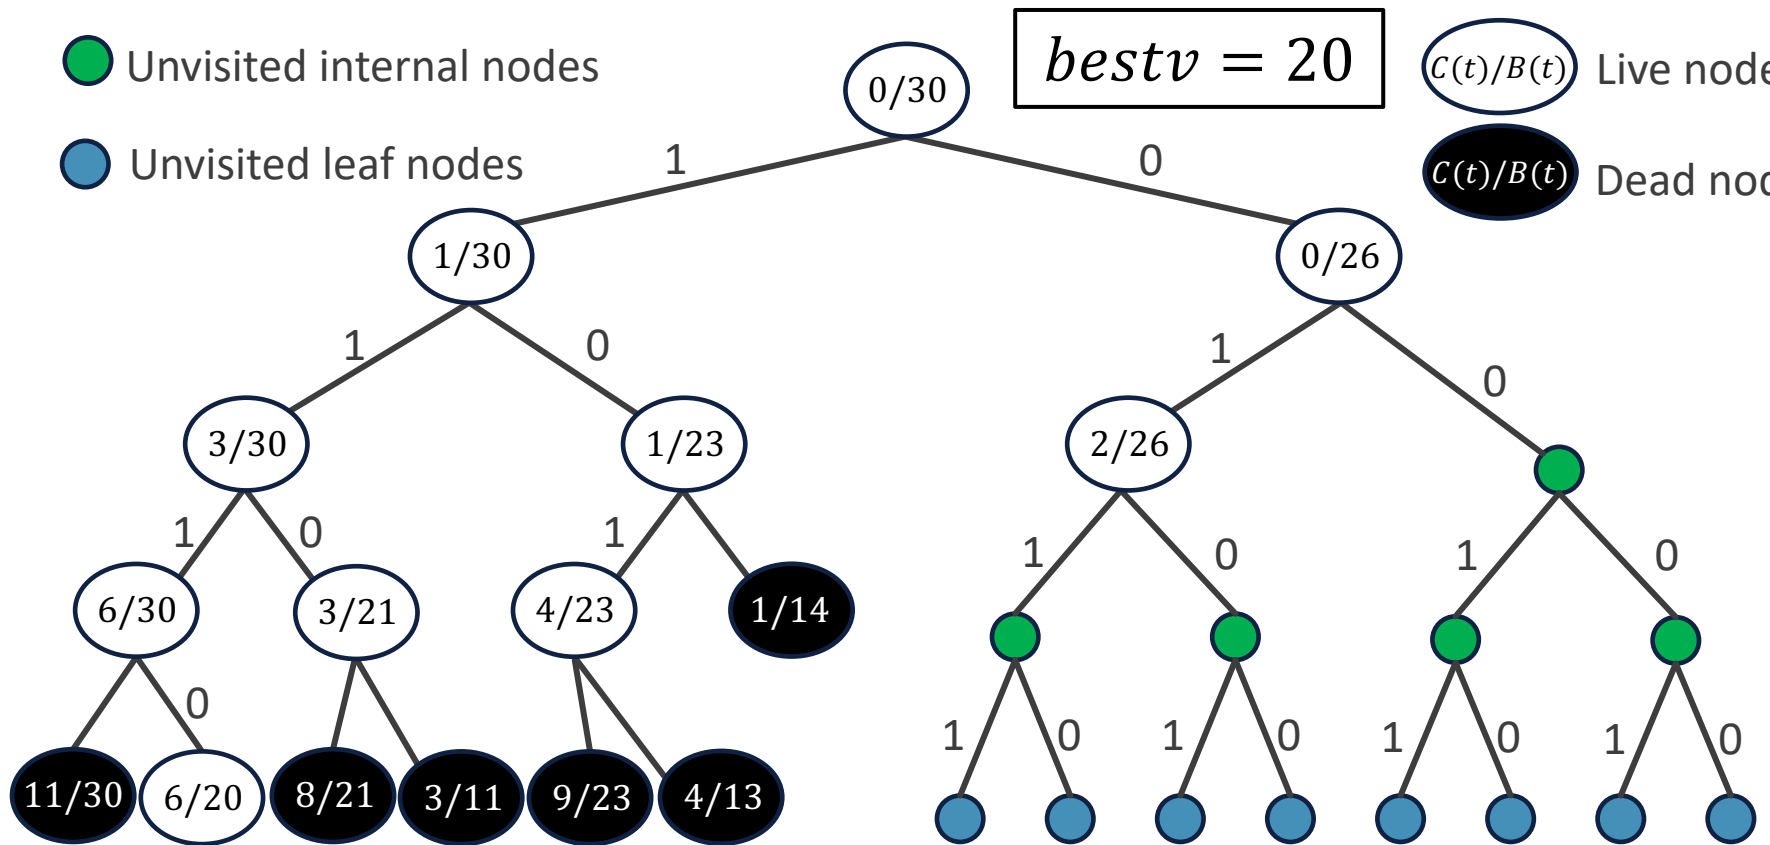 Unvisited internal nodes
Unvisited leaf nodes
bestv = 20
C(t)/B(t) Live node
C(t)/B(t) Dead nod
0/30
1 0
1/30 0/26
1 0 1 0
3/30 1/23 2/26
1 0 1 1 0 1 0
6/30 3/21 4/23 1/14
0 1 0 1 0 1 0 1 0
11/30 6/20 8/21 3/11 9/23 4/13